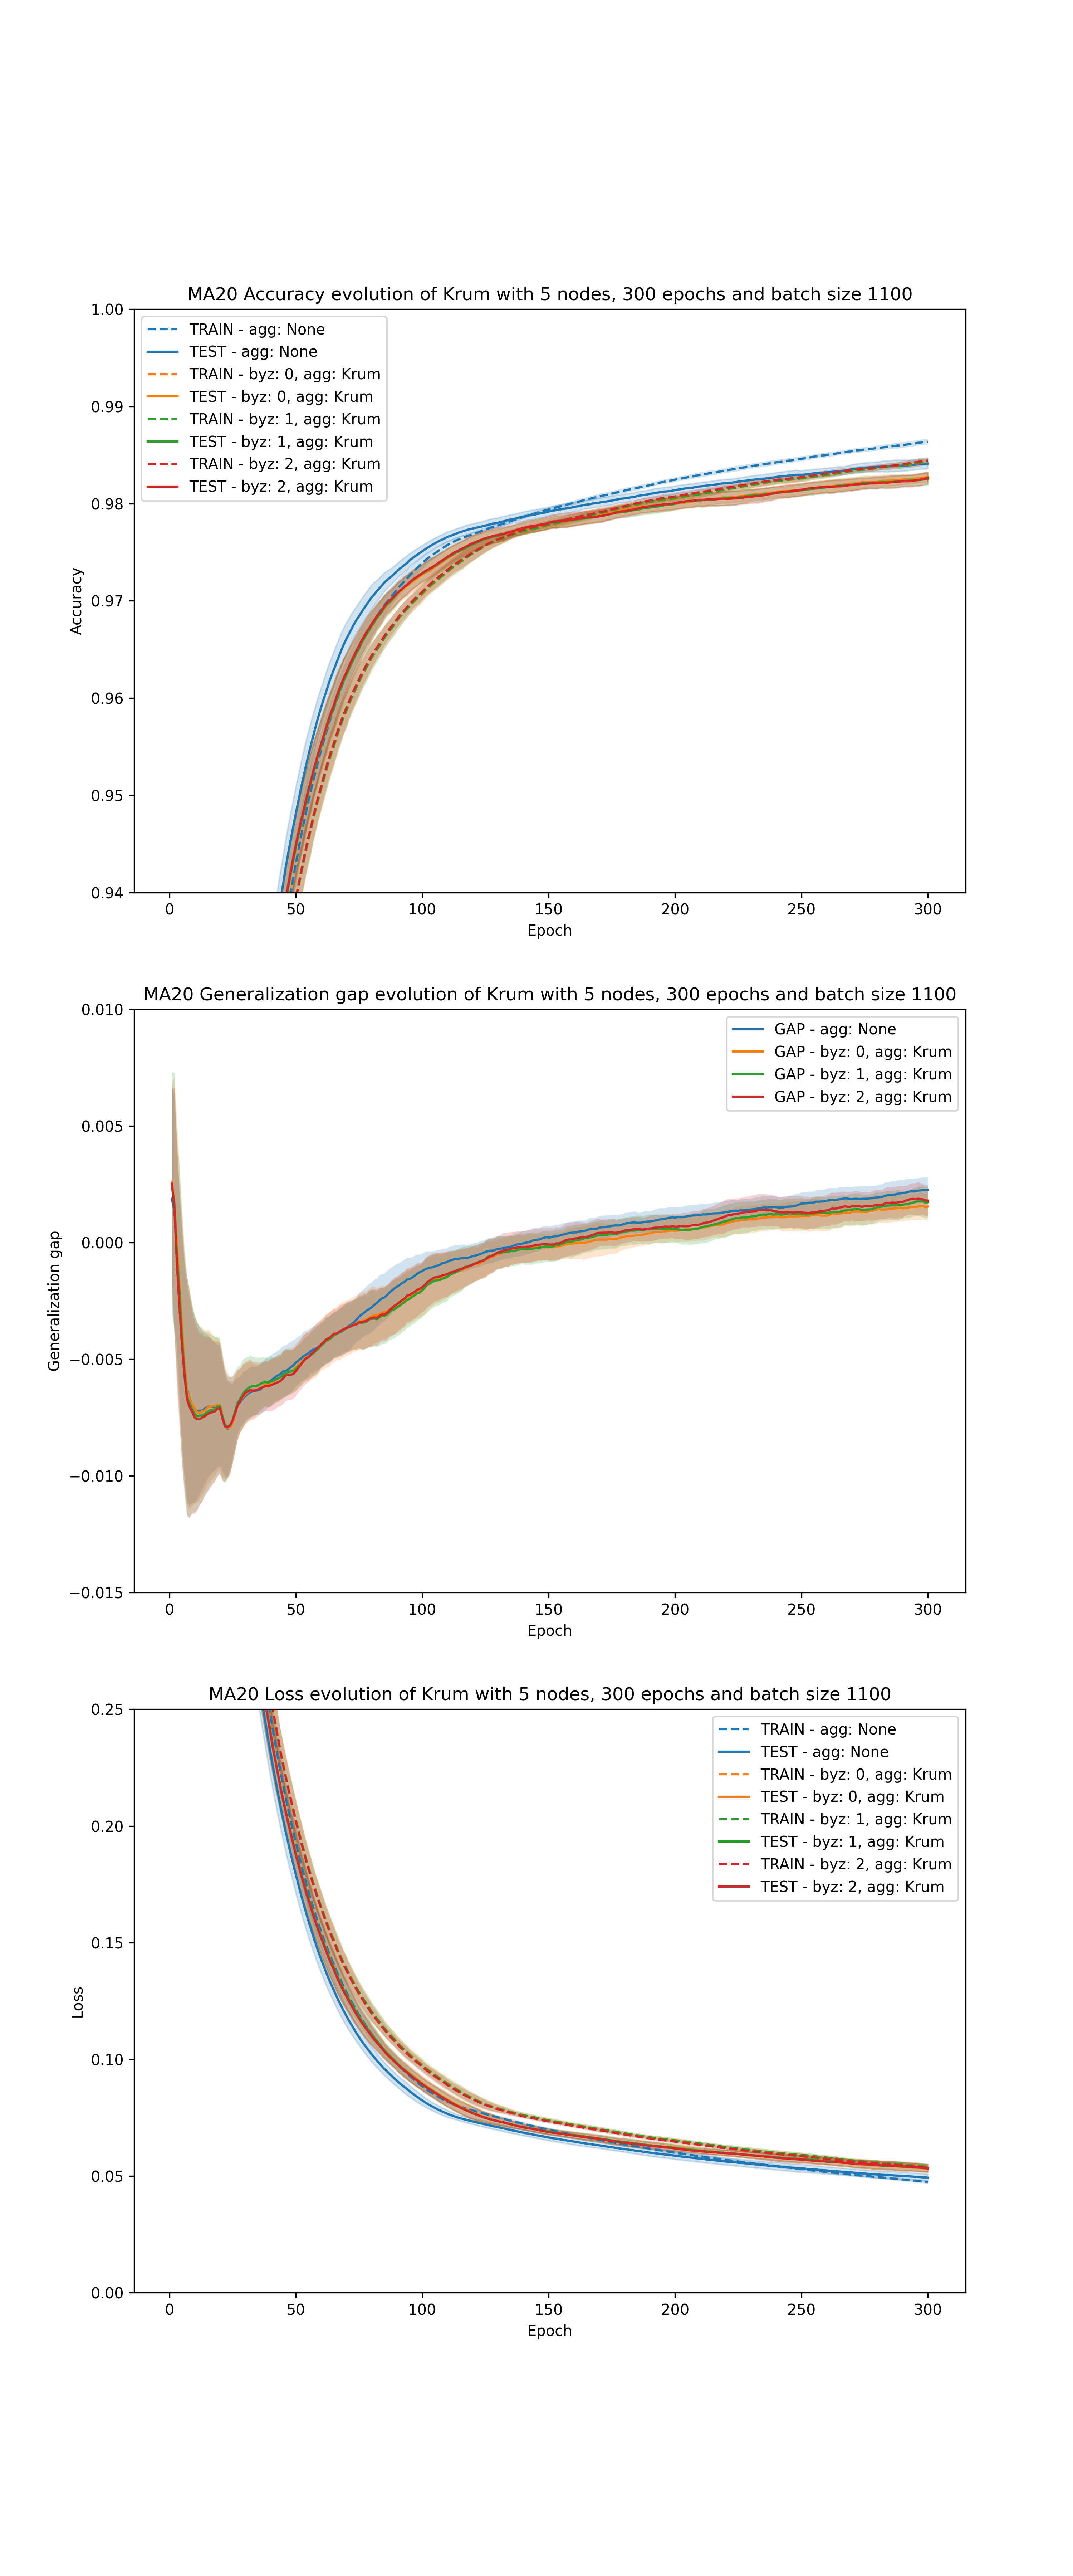 MA20 Accuracy evolution of Krum with 5 nodes, 300 epochs and batch size 1100
1.00
0.99
0.98
0.97
0.96
0.95
0.94
Accuracy
TRAIN - agg: None
TEST - agg: None
TRAIN - byz: 0, agg: Krum
TEST - byz: 0, agg: Krum
TRAIN - byz: 1, agg: Krum
TEST - byz: 1, agg: Krum
TRAIN - byz: 2, agg: Krum
TEST - byz: 2, agg: Krum
0 50 100 150 200 250 300
Epoch
MA20 Generalization gap evolution of Krum with 5 nodes, 300 epochs and batch size 1100
0.010
0.005
0.000
−0.005
−0.010
−0.015
Generalization gap
GAP - agg: None
GAP - byz: 0, agg: Krum
GAP - byz: 1, agg: Krum
GAP - byz: 2, agg: Krum
0 50 100 150 200 250 300
Epoch
MA20 Loss evolution of Krum with 5 nodes, 300 epochs and batch size 1100
0.25
0.20
0.15
0.10
0.05
0.00
Loss
TRAIN - agg: None
TEST - agg: None
TRAIN - byz: 0, agg: Krum
TEST - byz: 0, agg: Krum
TRAIN - byz: 1, agg: Krum
TEST - byz: 1, agg: Krum
TRAIN - byz: 2, agg: Krum
TEST - byz: 2, agg: Krum
0 50 100 150 200 250 300
Epoch